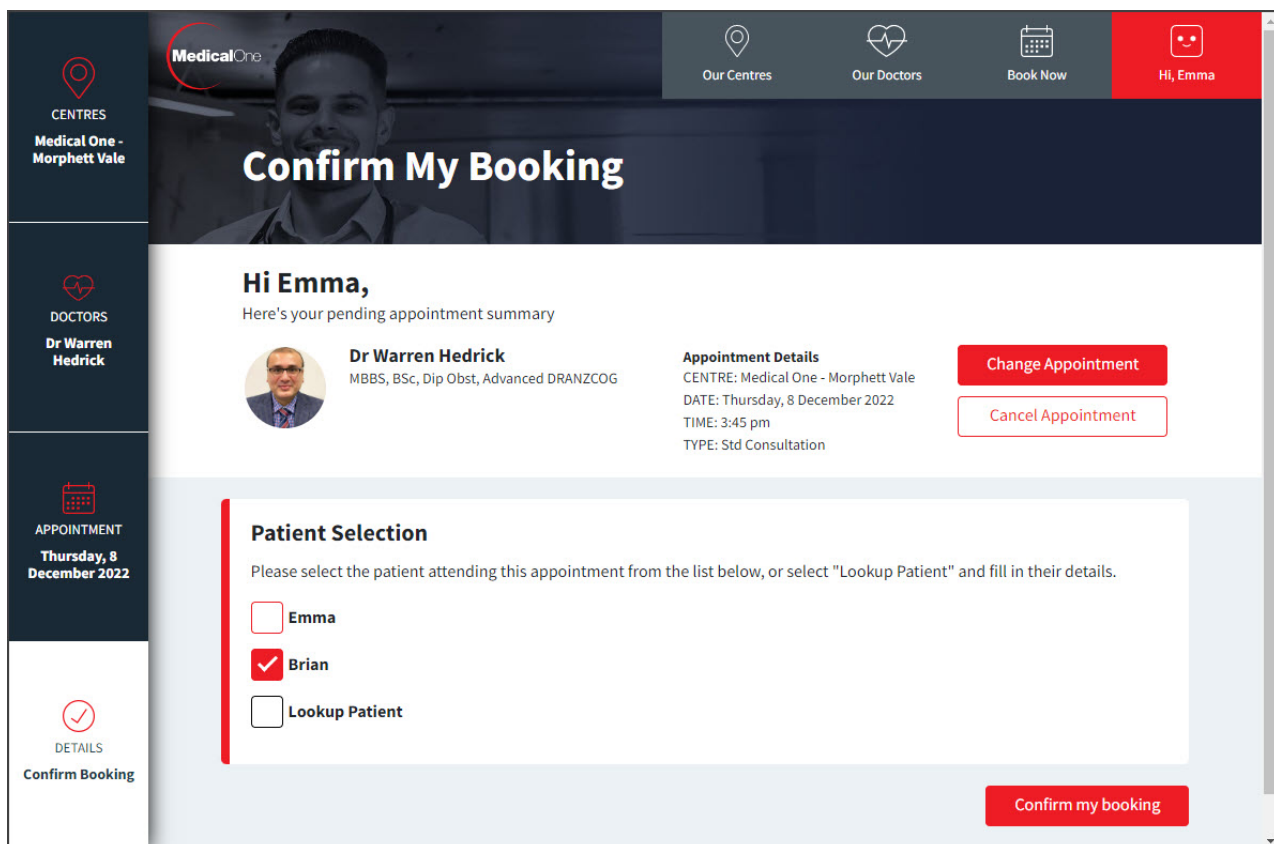 MedicalOne
Our Centres
Our Doctors
Book Now
Hi, Emma
CENTRES
Medical One -
Morphett Vale
DOCTORS
Dr Warren
Hedrick
APPOINTMENT
Thursday, 8
December 2022
DETAILS
Confirm Booking
Confirm My Booking
Hi Emma,
Here's your pending appointment summary
Dr Warren Hedrick
MBBS, BSc, Dip Obst, Advanced DRANZCOG
Appointment Details
CENTRE: Medical One - Morphett Vale
DATE: Thursday, 8 December 2022
TIME: 3:45 pm
TYPE: Std Consultation
Change Appointment
Cancel Appointment
Patient Selection
Please select the patient attending this appointment from the list below, or select "Lookup Patient" and fill in their details.
Emma
Brian
Lookup Patient
Confirm my booking